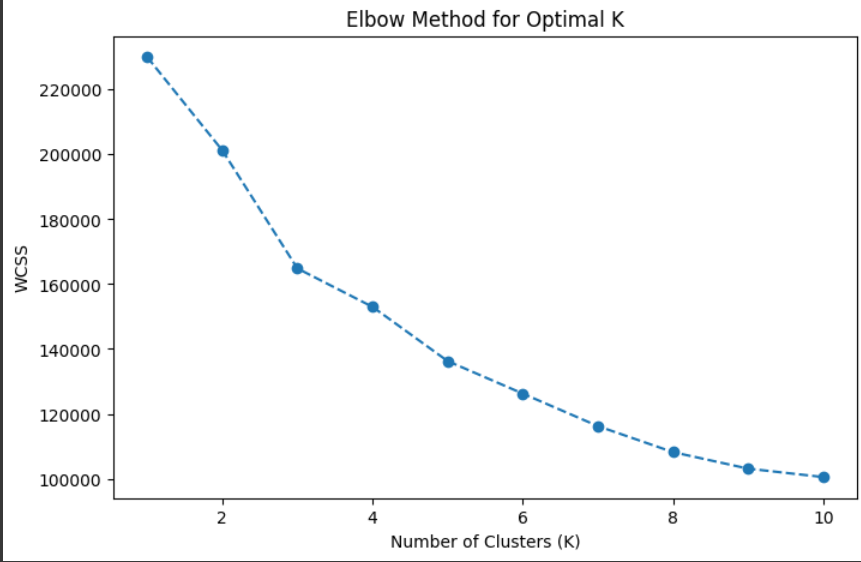 Elbow Method for Optimal K
220000
200000
180000
160000
140000
120000
100000
WCSS
2 4 6 8 10
Number of Clusters (K)